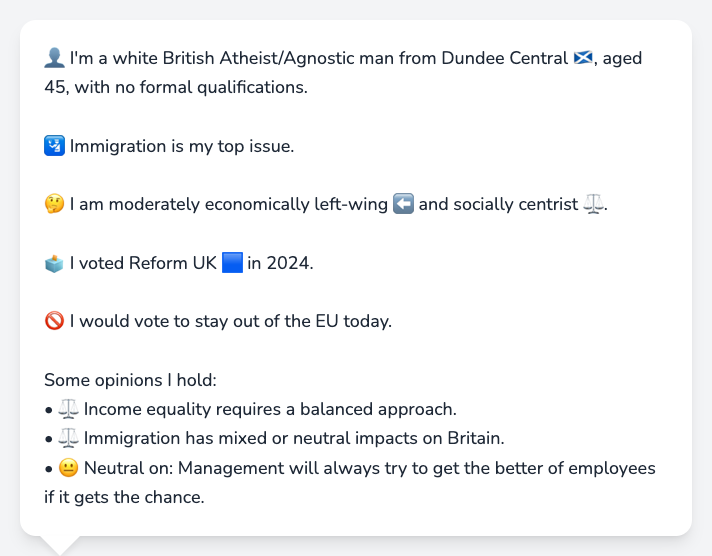 👤 I'm a white British Atheist/Agnostic man from Dundee Central 🏴󠁧󠁢󠁳󠁣󠁴󠁿, aged
45, with no formal qualifications.
🛂 Immigration is my top issue.
🤔 I am moderately economically left-wing ⬅️ and socially centrist ⚖️.
🗳️ I voted Reform UK 🟦 in 2024.
🚫 I would vote to stay out of the EU today.
Some opinions I hold:
• ⚖️ Income equality requires a balanced approach.
• ⚖️ Immigration has mixed or neutral impacts on Britain.
• 😐 Neutral on: Management will always try to get the better of employees
if it gets the chance.